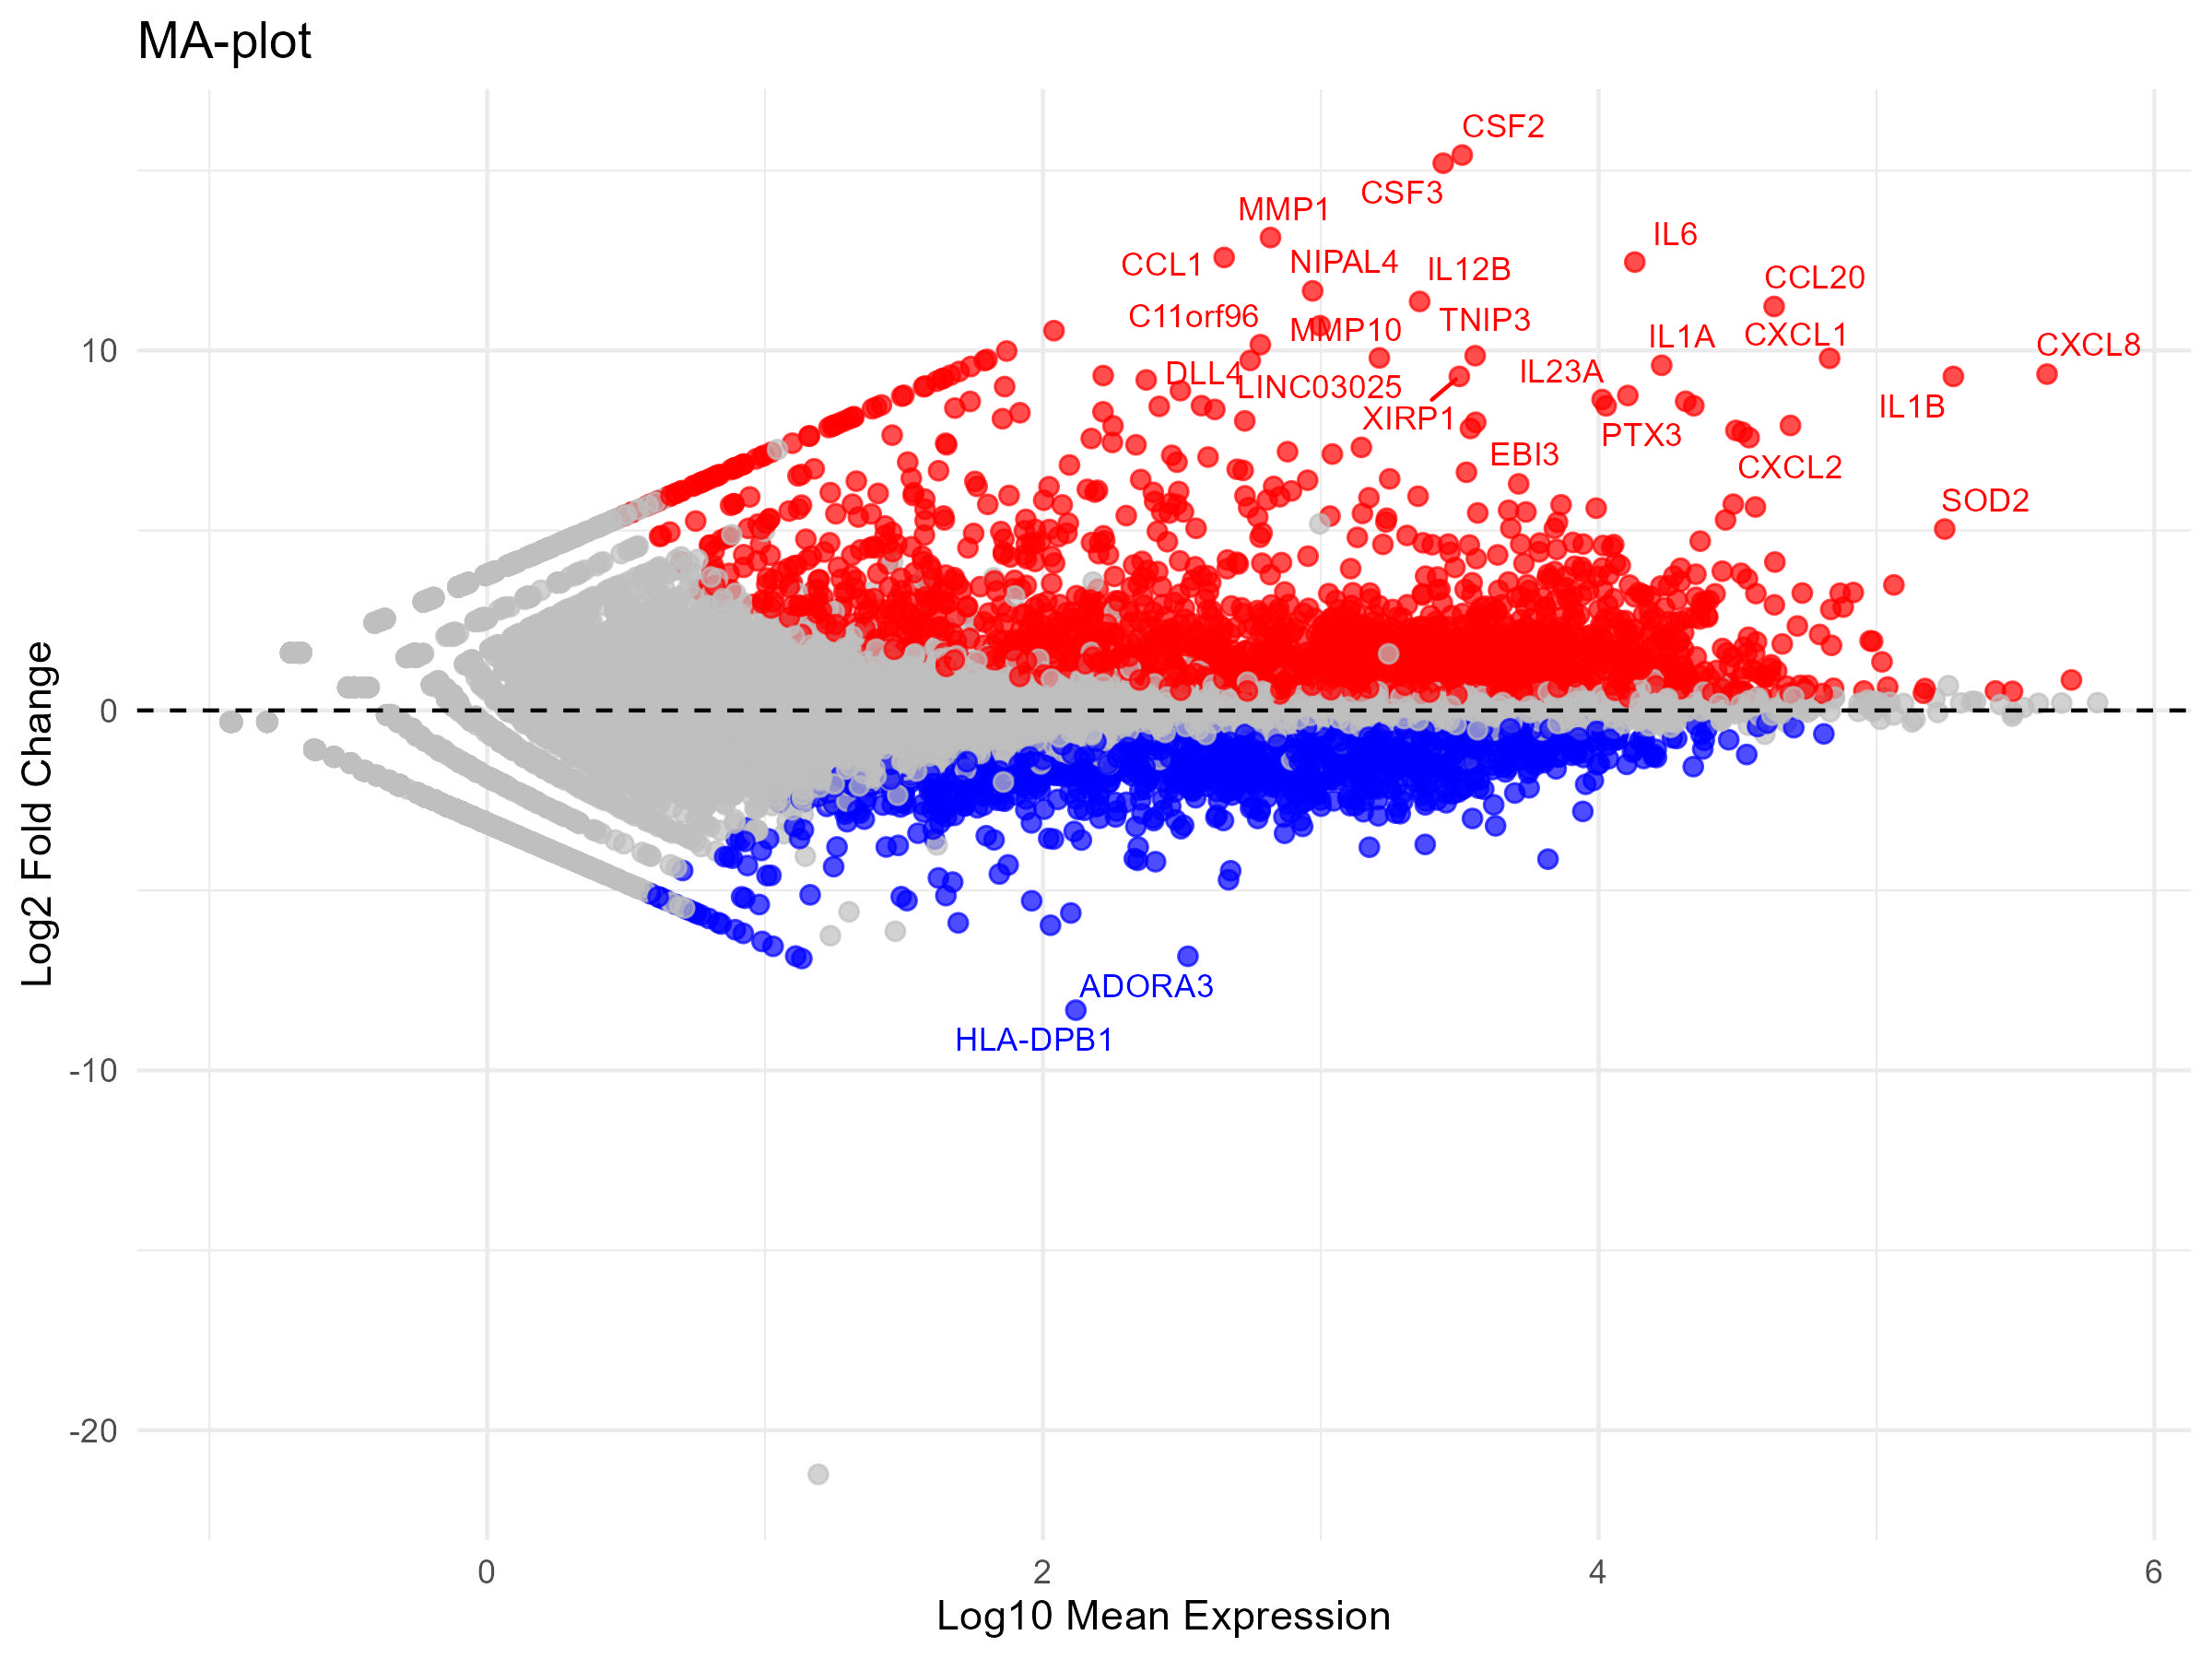 MA-plot
CSF2
CSF3
MMP1
IL6
CCL1
NIPAL4
IL12B
CCL20
C11orf96
MMP10
TNIP3
IL1A
CXCL1
CXCL8
DLL4
LINC03025
IL23A
IL1B
XIRP1
PTX3
EBI3
CXCL2
SOD2
ADORA3
HLA-DPB1
10
0
-10
-20
Log2 Fold Change
0
2
4
6
Log10 Mean Expression